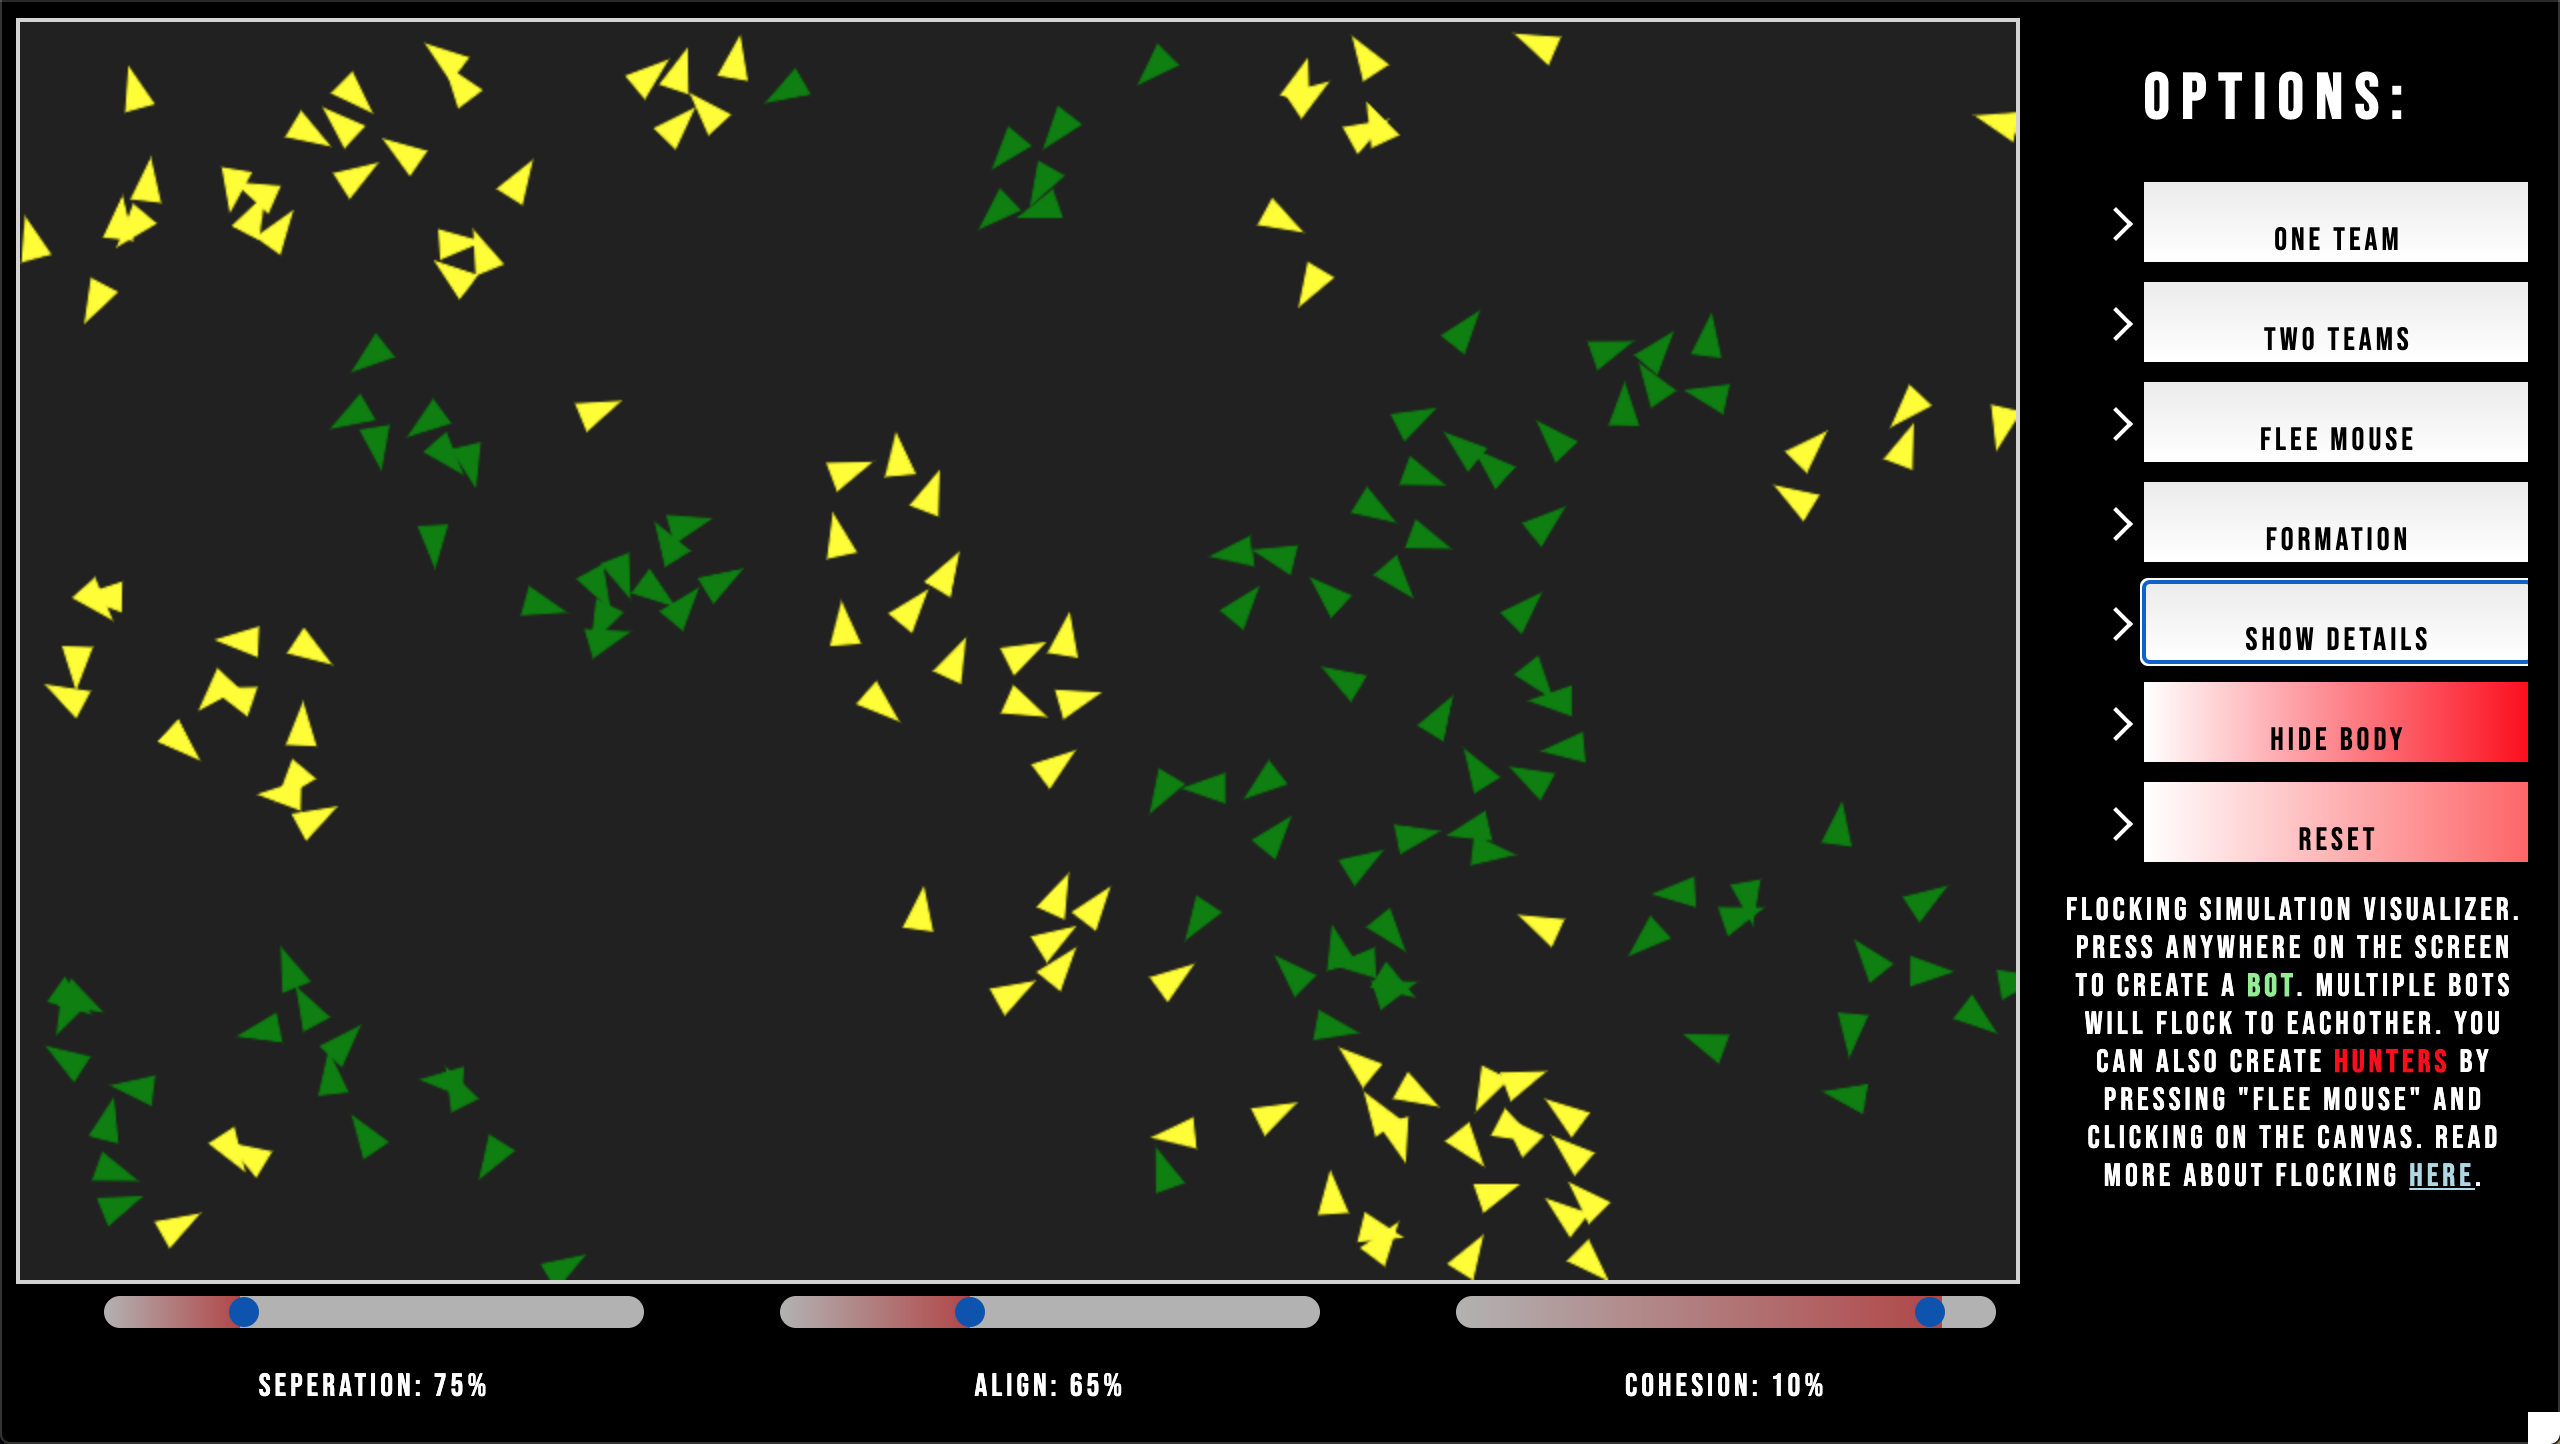 OPTIONS:
ONE TEAM
TWO TEAMS
FLEE MOUSE
FORMATION
SHOW DETAILS
HIDE BODY
RESET
FLOCKING SIMULATION VISUALIZER.
PRESS ANYWHERE ON THE SCREEN
TO CREATE A BOT. MULTIPLE BOTS
WILL FLOCK TO EACHOTHER. YOU
CAN ALSO CREATE HUNTERS BY
PRESSING "FLEE MOUSE" AND
CLICKING ON THE CANVAS. READ
MORE ABOUT FLOCKING HERE.
SEPERATION: 75%
ALIGN: 65%
COHESION: 10%